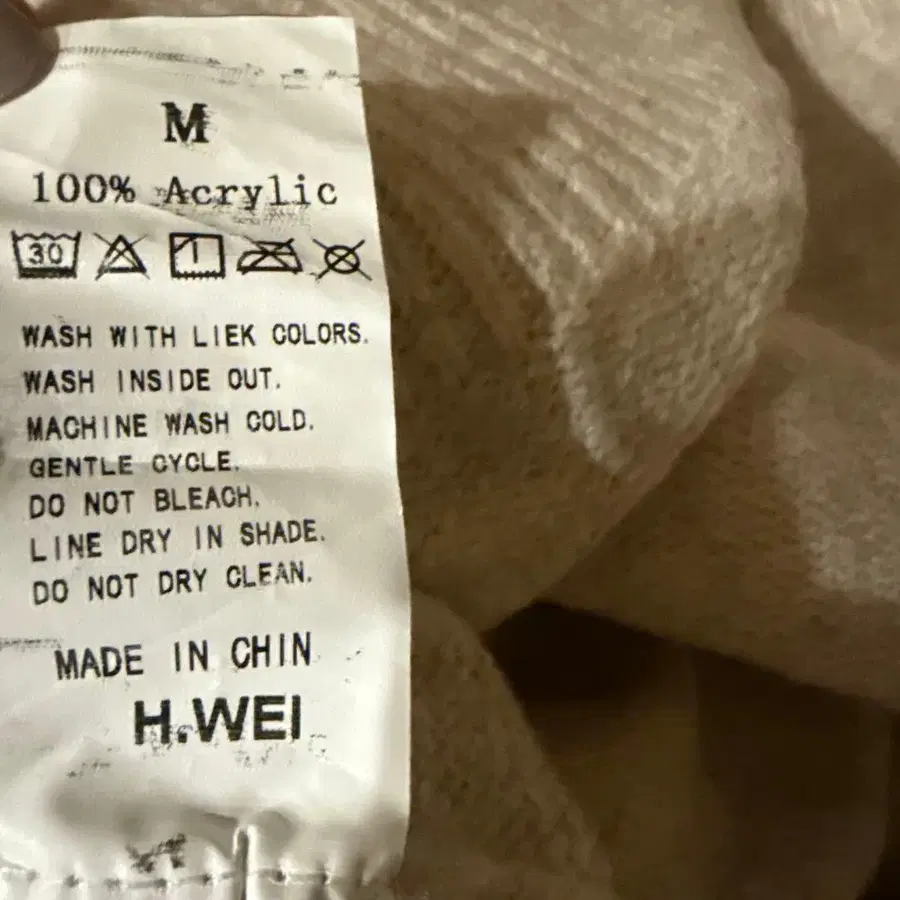 M
100% Acrylic
30
WASH WITH LIEK COLORS.
WASH INSIDE OUT.
MACHINE WASH COLD.
GENTLE CYCLE.
DO NOT BLEACH.
LINE DRY IN SHADE.
DO NOT DRY CLEAN.
MADE IN CHIN
H.WEI